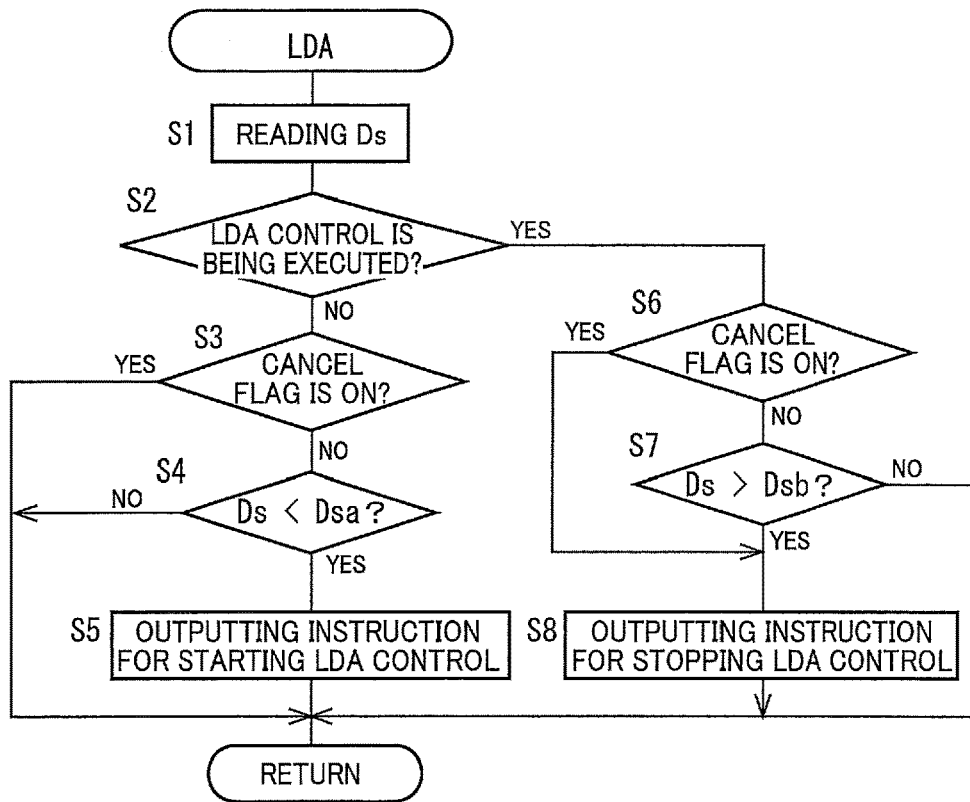 LDA
S1
READING Ds
S2
LDA CONTROL IS
BEING EXECUTED?
YES
NO
S3
CANCEL
FLAG IS ON?
YES
NO
S4
Ds < Dsa?
NO
YES
S5
OUTPUTTING INSTRUCTION
FOR STARTING LDA CONTROL
S6
CANCEL
FLAG IS ON?
YES
NO
S7
Ds > Dsb?
NO
YES
S8
OUTPUTTING INSTRUCTION
FOR STOPPING LDA CONTROL
RETURN